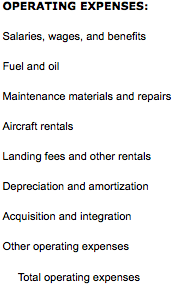 OPERATING EXPENSES:
Salaries, wages, and benefits
Fuel and oil
Maintenance materials and repairs
Aircraft rentals
Landing fees and other rentals
Depreciation and amortization
Acquisition and integration
Other operating expenses
Total operating expenses